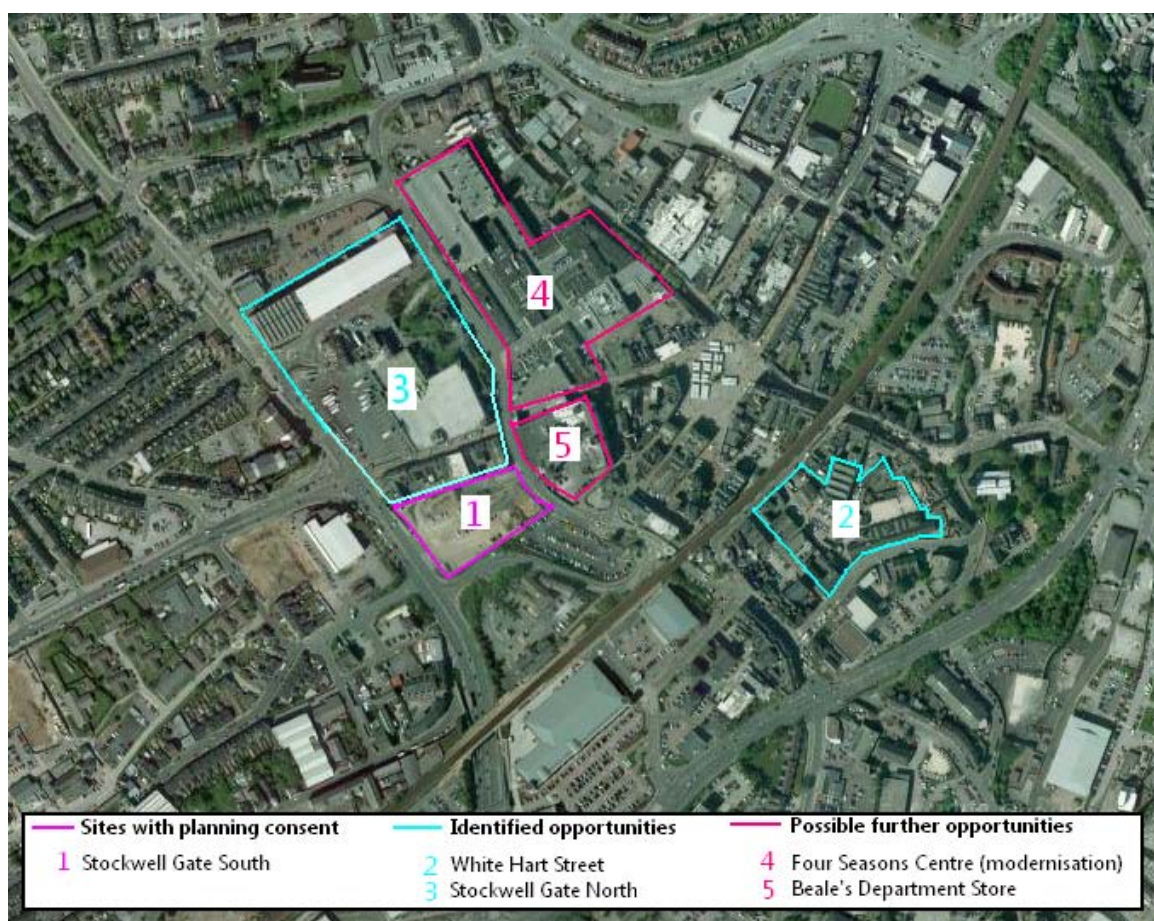 4
3
5
1
2
Sites with planning consent
1 Stockwell Gate South
Identified opportunities
2 White Hart Street
3 Stockwell Gate North
Possible further opportunities
4 Four Seasons Centre (modernisation)
5 Beale's Department Store